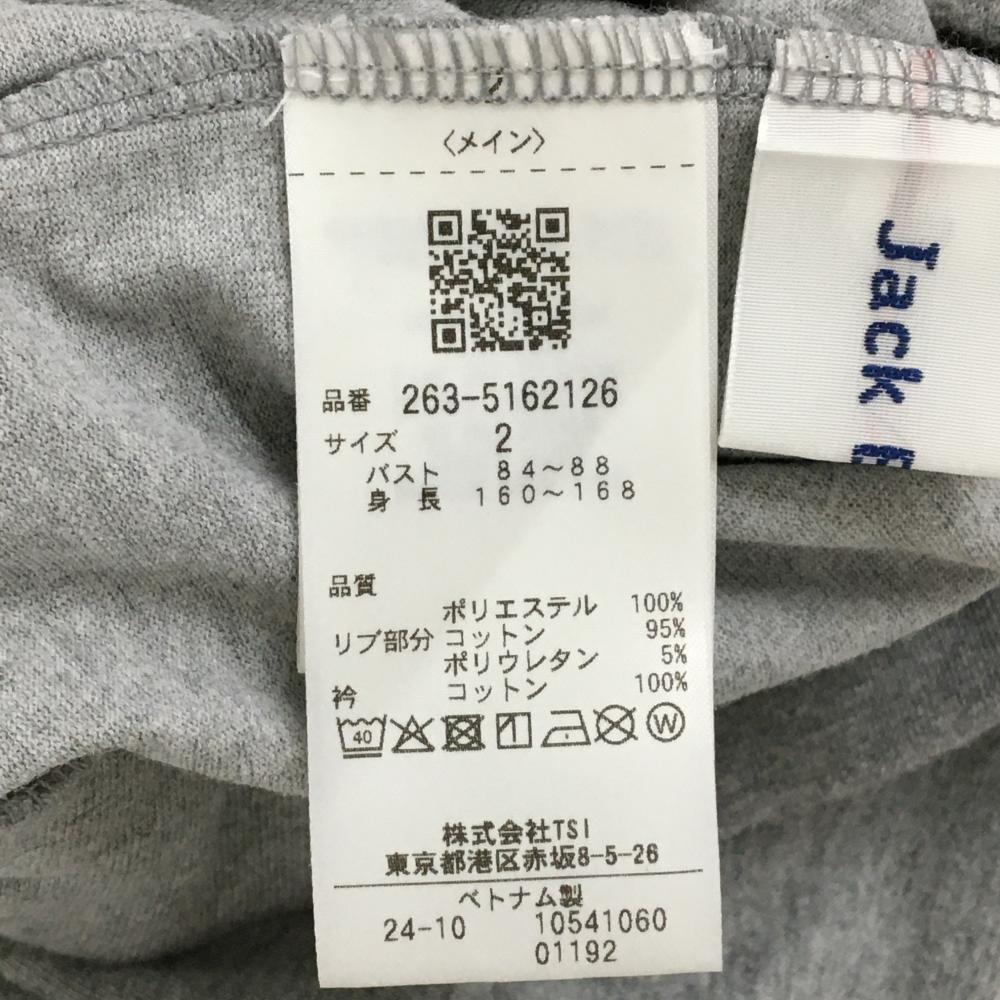 〈メイン〉
品番 263-5162126
サイズ 2
バスト 84～88
身 長 160～168
品質
ポリエステル 100%
リブ部分 コットン 95%
ポリウレタン 5%
衿 コットン 100%
40
W
株式会社TSI
東京都港区赤坂8-5-26
ベトナム製
24-10 10541060
01192
Jack